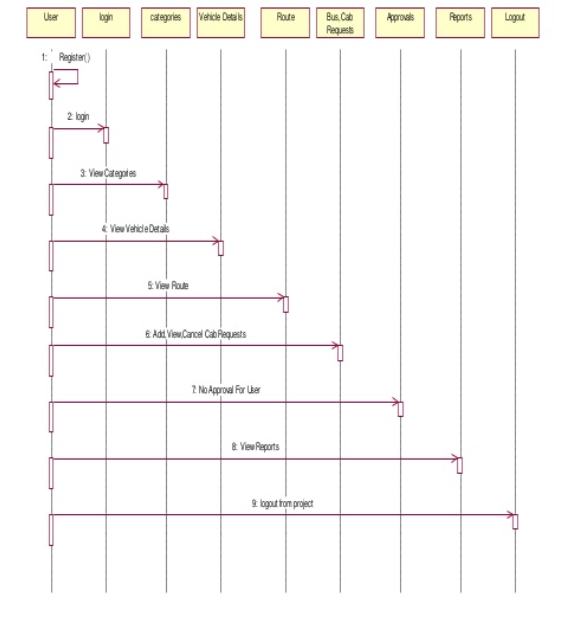 User
login
categories
Vehicle Details
Route
Bus, Cab
Requests
Approvals
Reports
Logout
1: Register()
2: login
3: View Categories
4: View Vehicle Details
5: View Route
6: Add, View,Cancel Cab Requests
7: No Approval For User
8: View Reports
9: logout from project